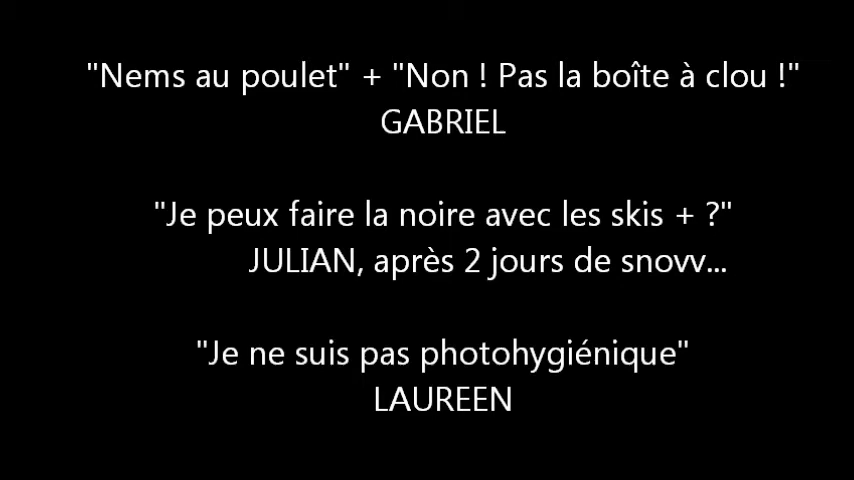 "Nems au poulet" + "Non ! Pas la boîte à clou !"
GABRIEL
"Je peux faire la noire avec les skis + ?"
JULIAN, après 2 jours de snovv...
"Je ne suis pas photohygiénique"
LAUREEN